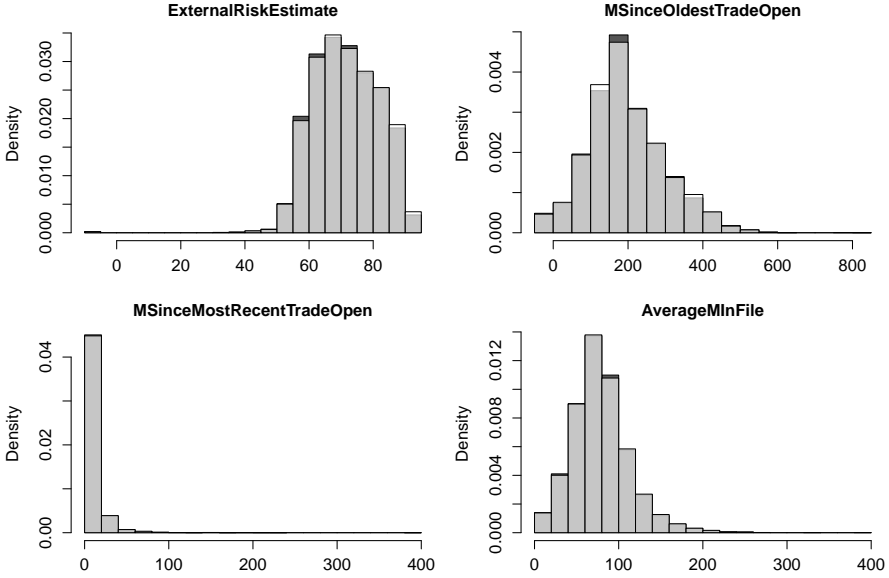 ExternalRiskEstimate
Density
0.000 0.010 0.020 0.030
0 20 40 60 80
MSinceOldestTradeOpen
Density
0.000 0.002 0.004
0 200 400 600 800
MSinceMostRecentTradeOpen
Density
0.00 0.02 0.04
0 100 200 300 400
AverageMInFile
Density
0.000 0.004 0.008 0.012
0 100 200 300 400